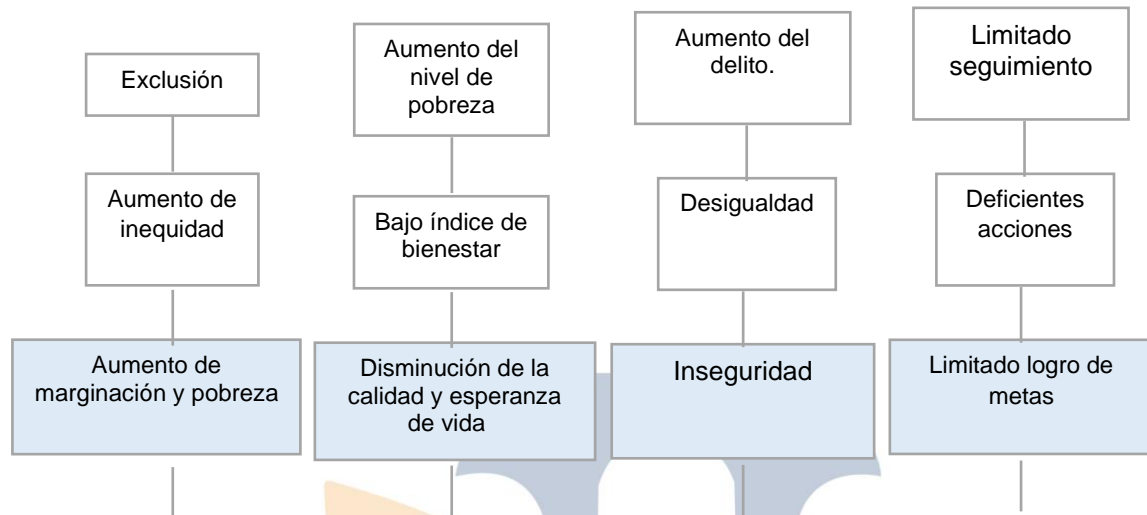 Exclusión
Aumento del
nivel de
pobreza
Aumento del
delito.
Limitado
seguimiento
Aumento de
inequidad
Bajo índice de
bienestar
Desigualdad
Deficientes
acciones
Aumento de
marginación y pobreza
Disminución de la
calidad y esperanza
de vida
Inseguridad
Limitado logro de
metas